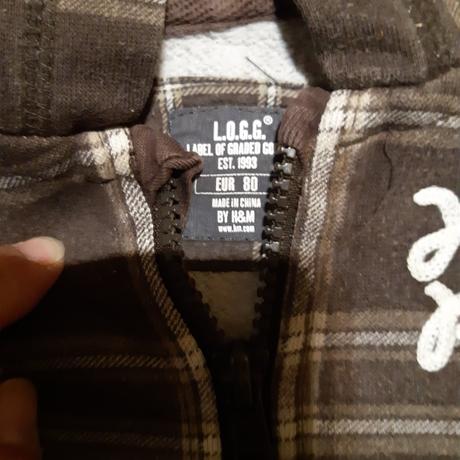 L.O.G.G.®
LABEL OF GRADED GO
EST. 1993
EUR 80
MADE IN CHINA
BY H&M
www.hm.com